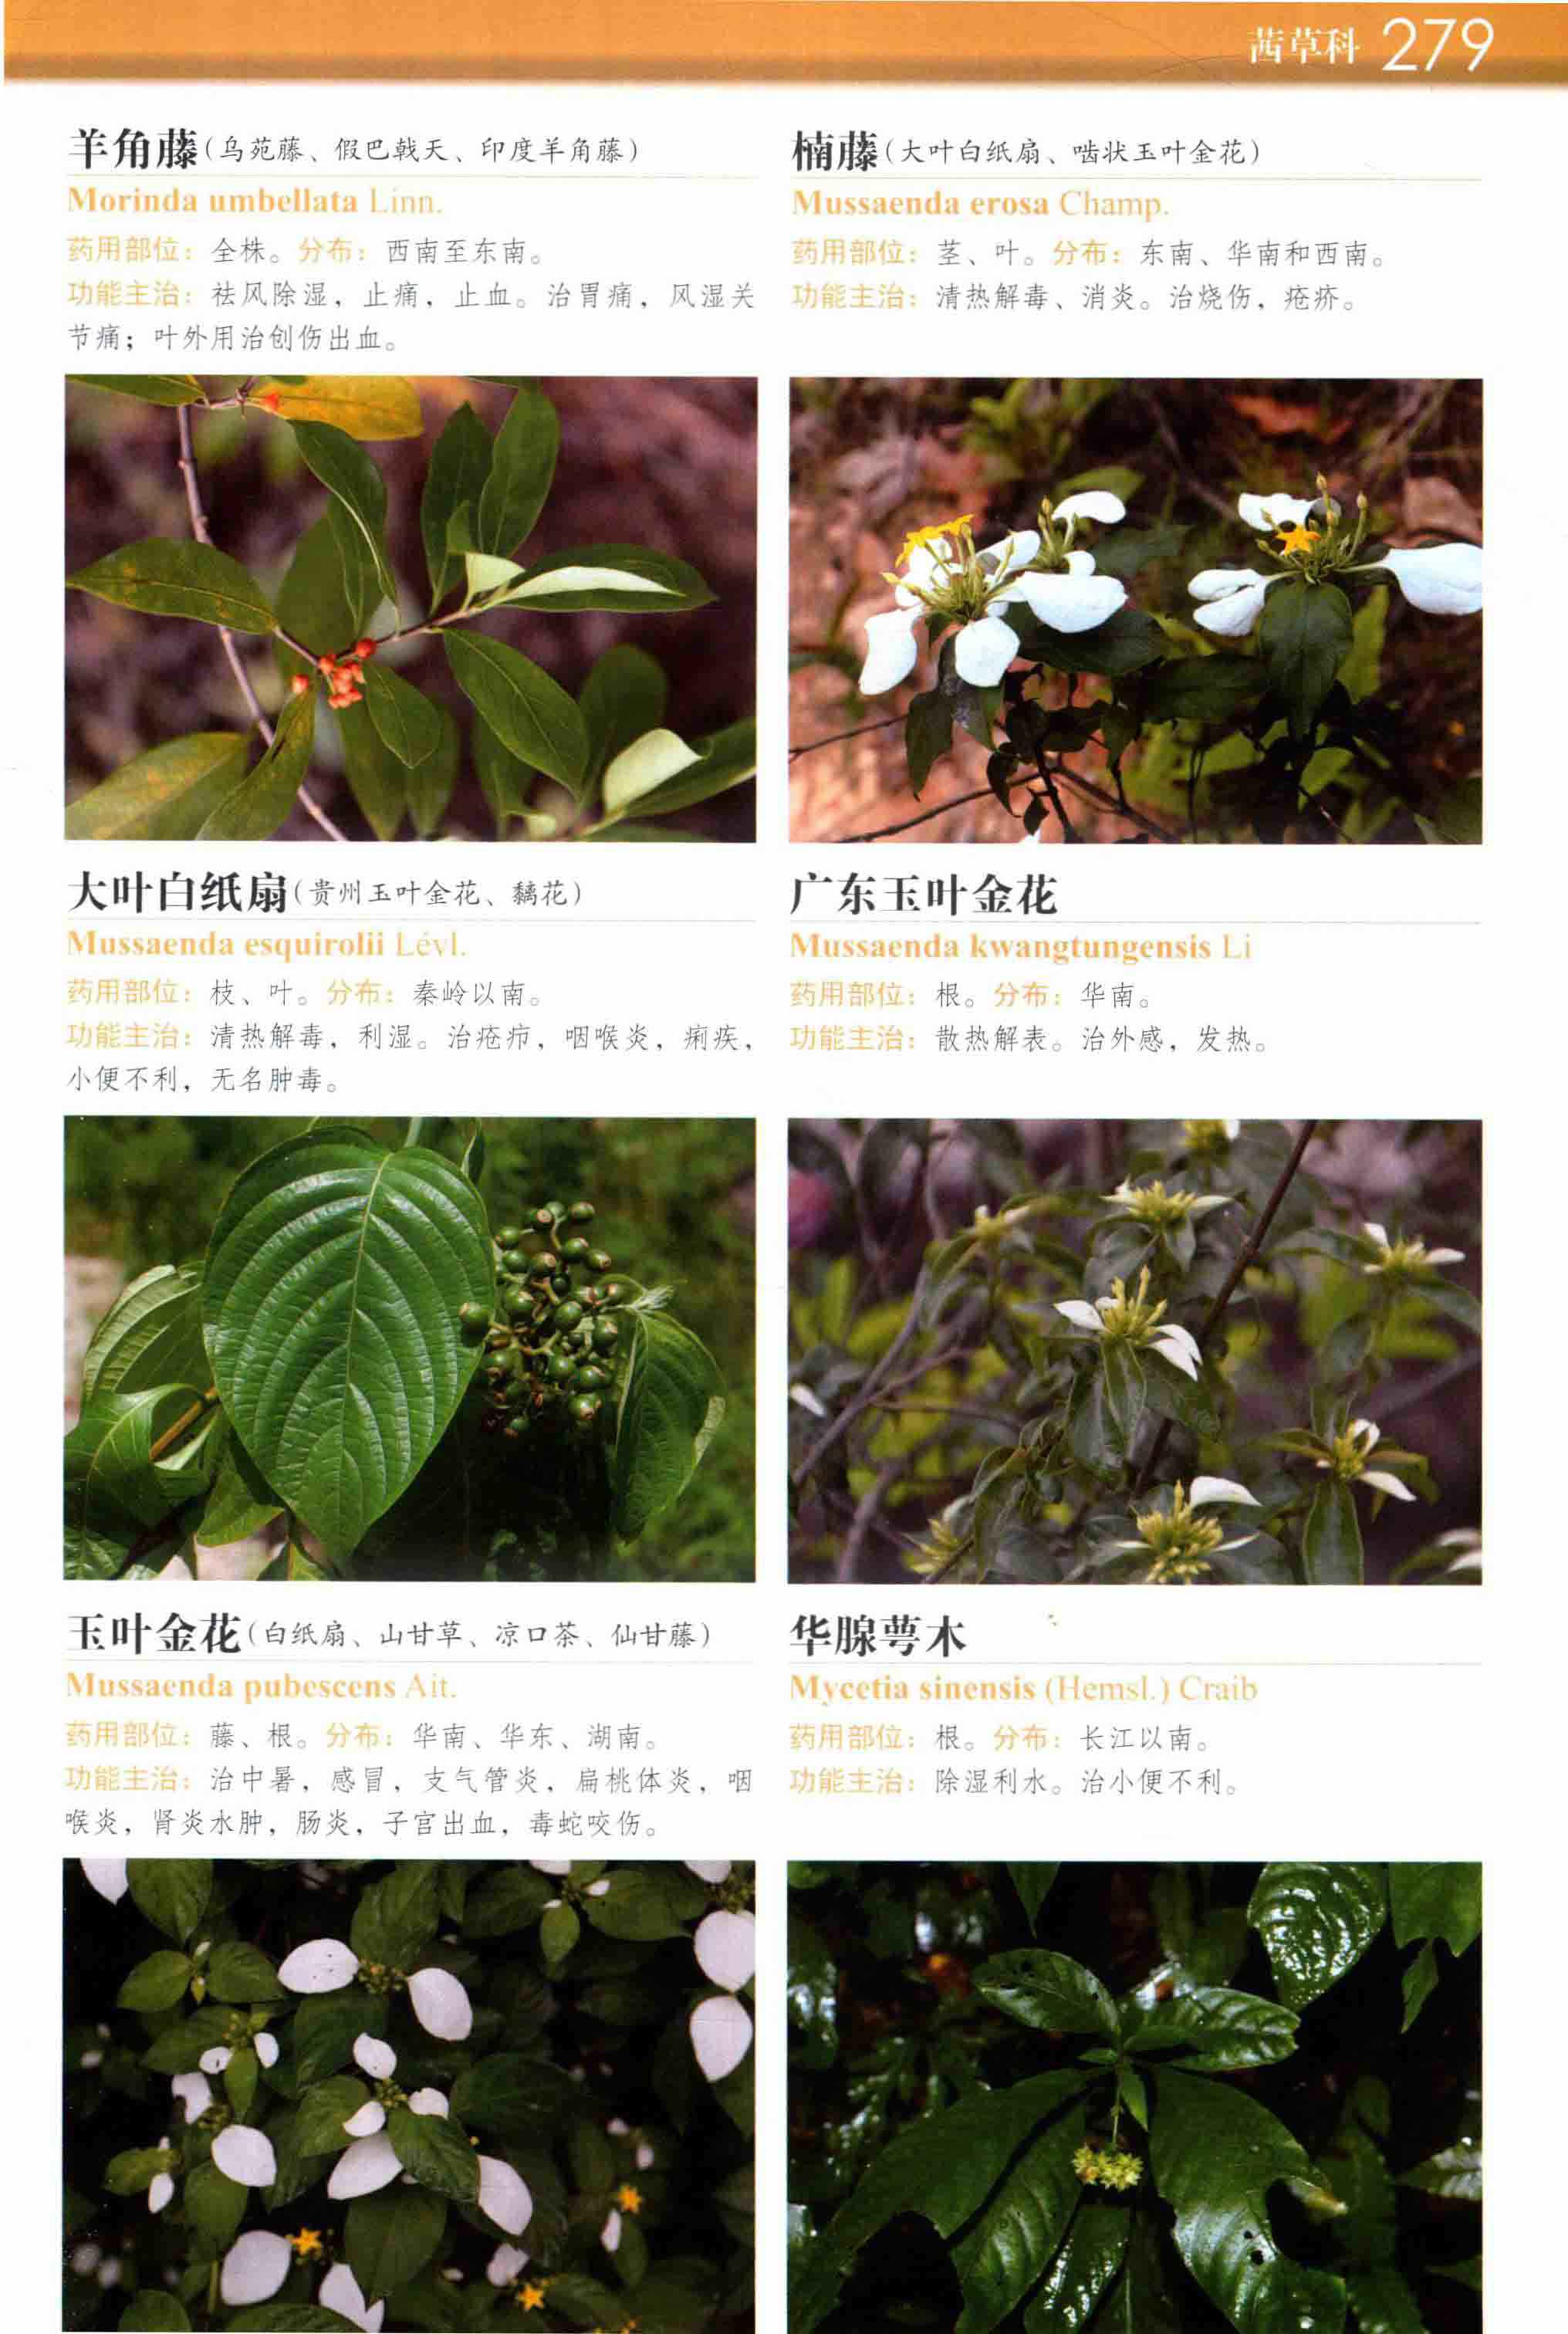 茜草科 279
羊角藤(乌苑藤、假巴戟天、印度羊角藤)
Morinda umbellata Linn.
药用部位：全株。分布：西南至东南。
功能主治：祛风除湿，止痛，止血。治胃痛，风湿关
节痛；叶外用治创伤出血。
楠藤(大叶白纸扇、啮状玉叶金花)
Mussaenda erosa Champ.
药用部位：茎、叶。分布：东南、华南和西南。
功能主治：清热解毒、消炎。治烧伤，疮疥。
大叶白纸扇(贵州玉叶金花、黐花)
Mussaenda esquirolii Lévl.
药用部位：枝、叶。分布：秦岭以南。
功能主治：清热解毒，利湿。治疮疖，咽喉炎，痢疾，
小便不利，无名肿毒。
广东玉叶金花
Mussaenda kwangtungensis Li
药用部位：根。分布：华南。
功能主治：散热解表。治外感，发热。
玉叶金花(白纸扇、山甘草、凉口茶、仙甘藤)
Mussaenda pubescens Ait.
药用部位：藤、根。分布：华南、华东、湖南。
功能主治：治中暑，感冒，支气管炎，扁桃体炎，咽
喉炎，肾炎水肿，肠炎，子宫出血，毒蛇咬伤。
华腺萼木
Mycetia sinensis (Hemsl.) Craib
药用部位：根。分布：长江以南。
功能主治：除湿利水。治小便不利。